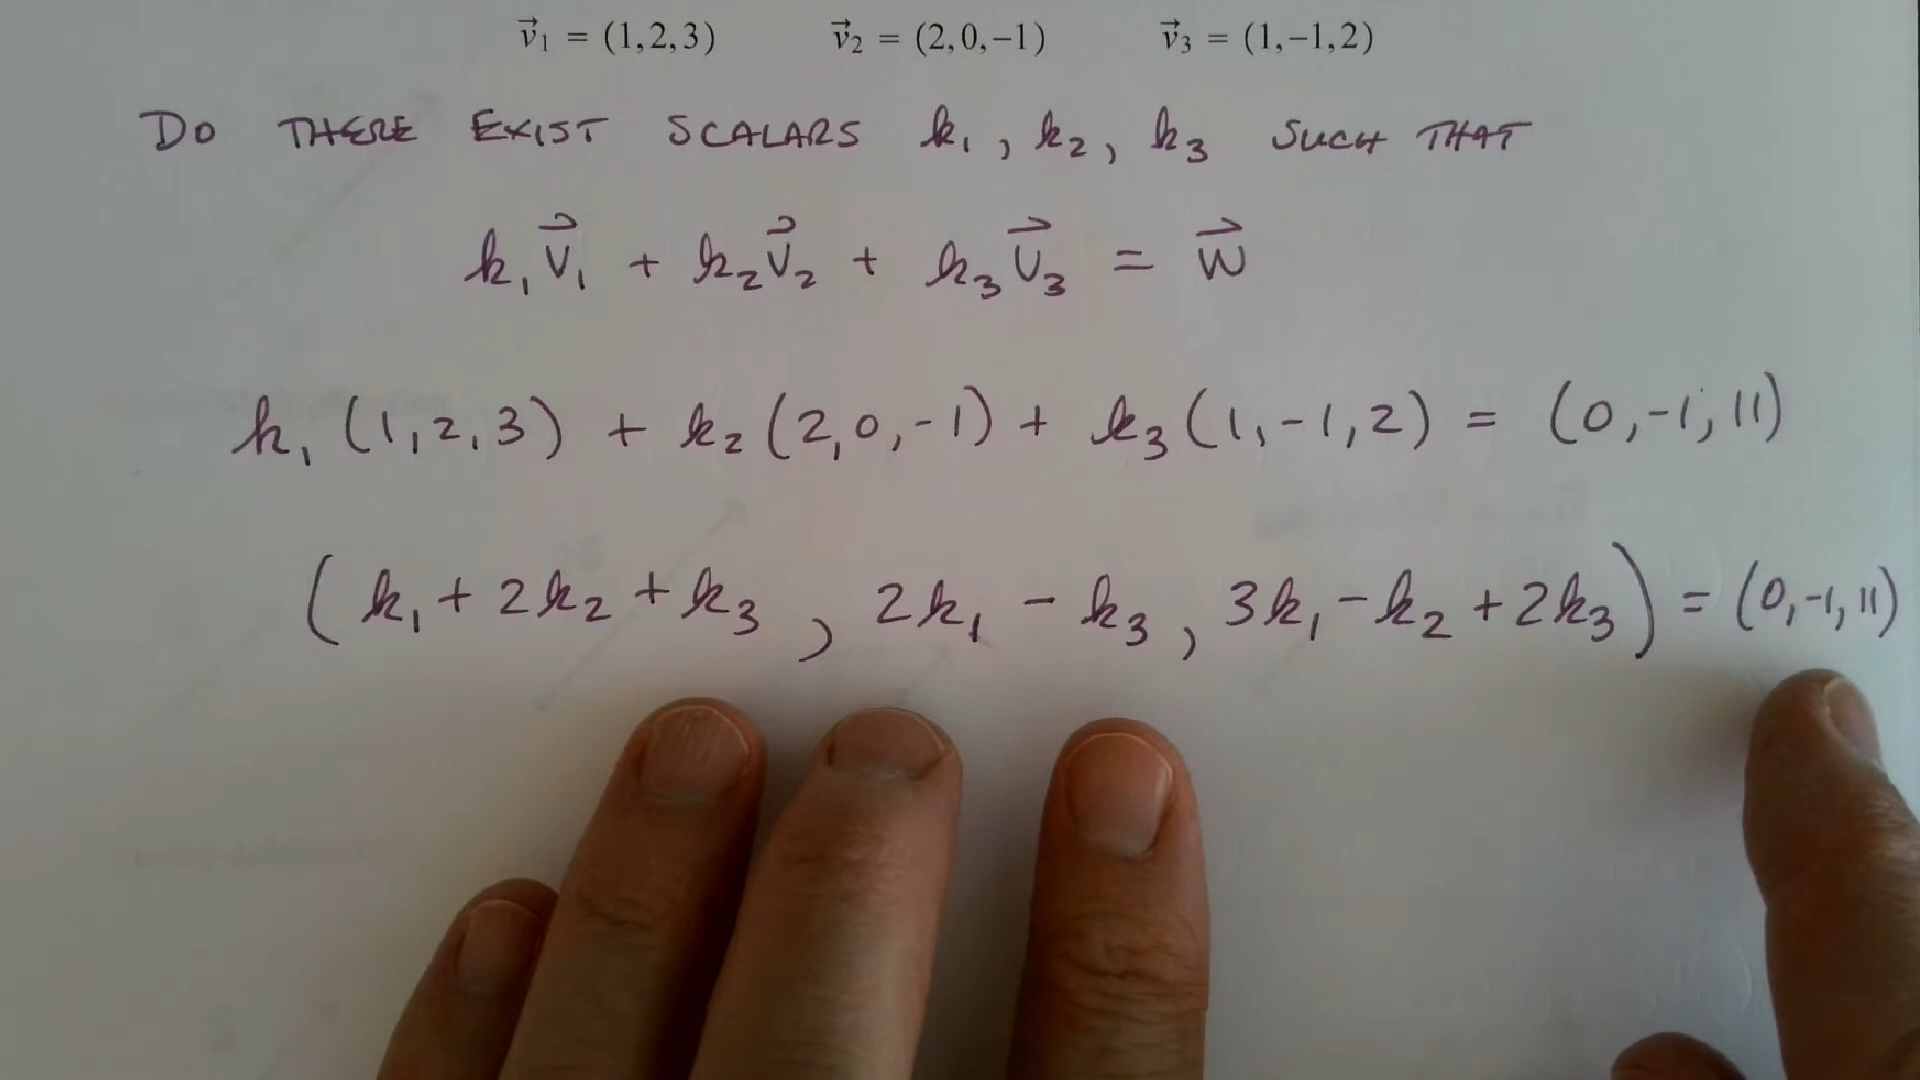 v⃗₁ = (1,2,3) v⃗₂ = (2,0,−1) v⃗₃ = (1,−1,2)
DO THERE EXIST SCALARS k₁, k₂, k₃ SUCH THAT
k₁v⃗₁ + k₂v⃗₂ + k₃v⃗₃ = w⃗
k₁(1,2,3) + k₂(2,0,-1) + k₃(1,-1,2) = (0,-1,11)
(k₁+2k₂+k₃, 2k₁-k₃, 3k₁-k₂+2k₃) = (0,-1,11)